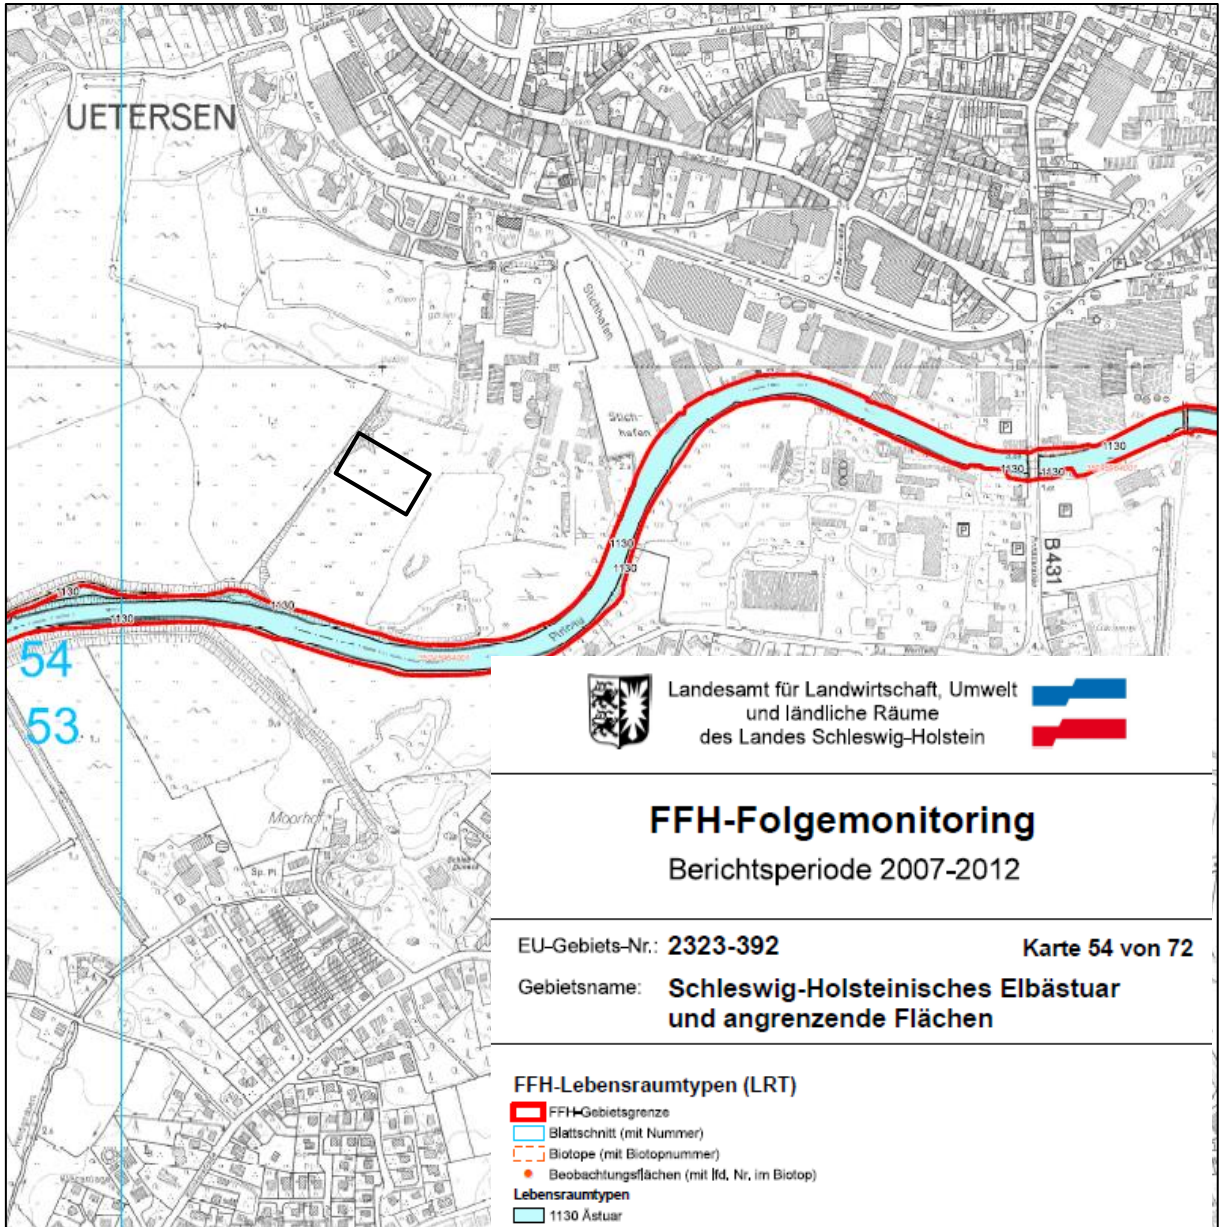 UETERSEN
Stichhafen
Stich-
hafen
Pinnau
B 431
1130
1130
1130
1130
1130
1130
1130
1130
54
53
Moorhof
Sp. Pl.
Landesamt für Landwirtschaft, Umwelt
und ländliche Räume
des Landes Schleswig-Holstein
FFH-Folgemonitoring
Berichtsperiode 2007-2012
EU-Gebiets-Nr.: 2323-392 Karte 54 von 72
Gebietsname: Schleswig-Holsteinisches Elbästuar
und angrenzende Flächen
FFH-Lebensraumtypen (LRT)
FFH-Gebietsgrenze
Blattschnitt (mit Nummer)
Biotope (mit Biotopnummer)
Beobachtungsflächen (mit lfd. Nr. im Biotop)
Lebensraumtypen
1130 Ästuar